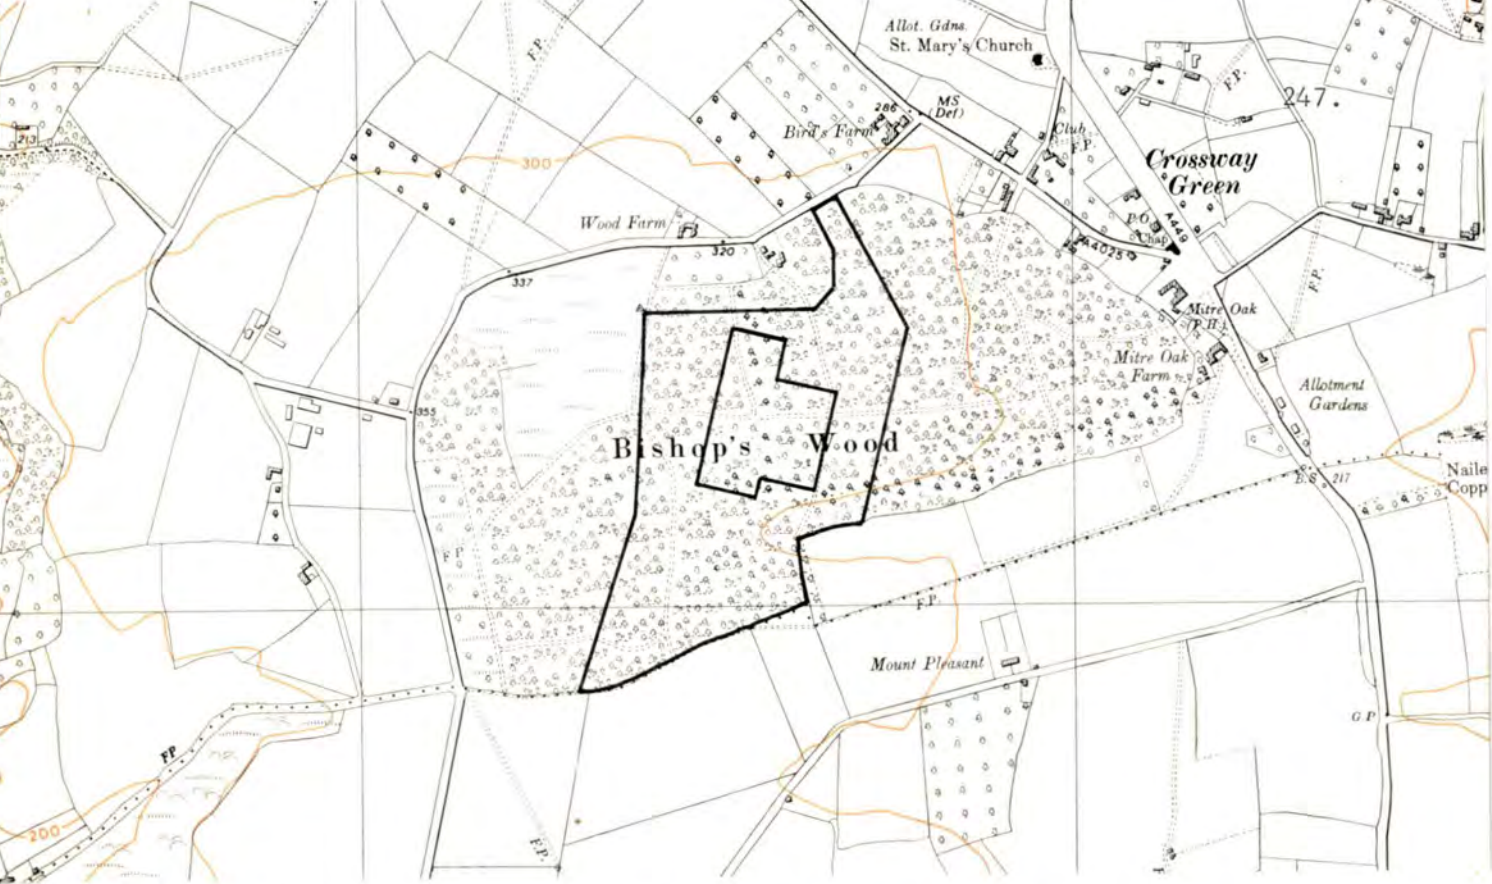 Allot. Gdns.
St. Mary's Church
F.P.
F.P.
247.
MS
(Def)
286
Bird's Farm
Club
F.P.
213
300
Crossway
Green
Wood Farm
P.O.
A449
Chap
320
A4025
337
F.P.
Mitre Oak
(P.H.)
Mitre Oak
Farm
Allotment
Gardens
355
Bishop's Wood
B.S. 217
Naile
Copp
F P
F.P.
Mount Pleasant
G P
FP
200
F.P.